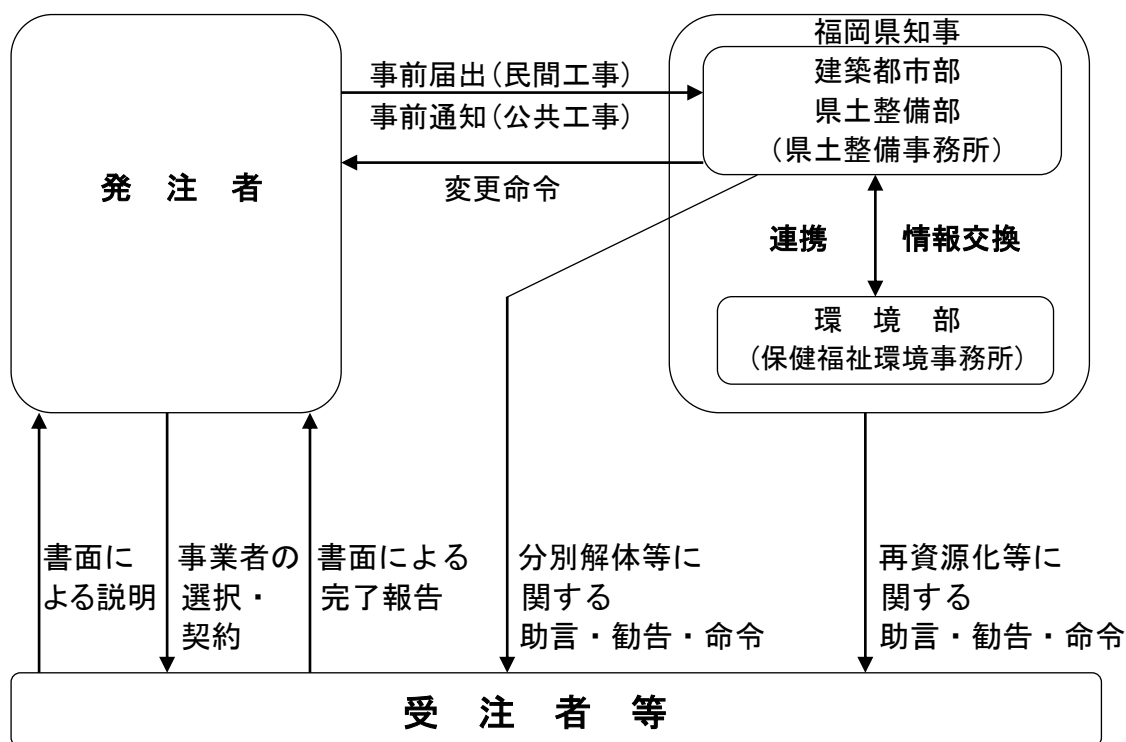 福岡県知事
建築都市部
県土整備部
（県土整備事務所）
事前届出（民間工事）
事前通知（公共工事）
変更命令
発　注　者
連携
情報交換
環　境　部
（保健福祉環境事務所）
書面に
よる説明
事業者の
選択・
契約
書面による
完了報告
分別解体等に
関する
助言・勧告・命令
再資源化等に
関する
助言・勧告・命令
受　注　者　等